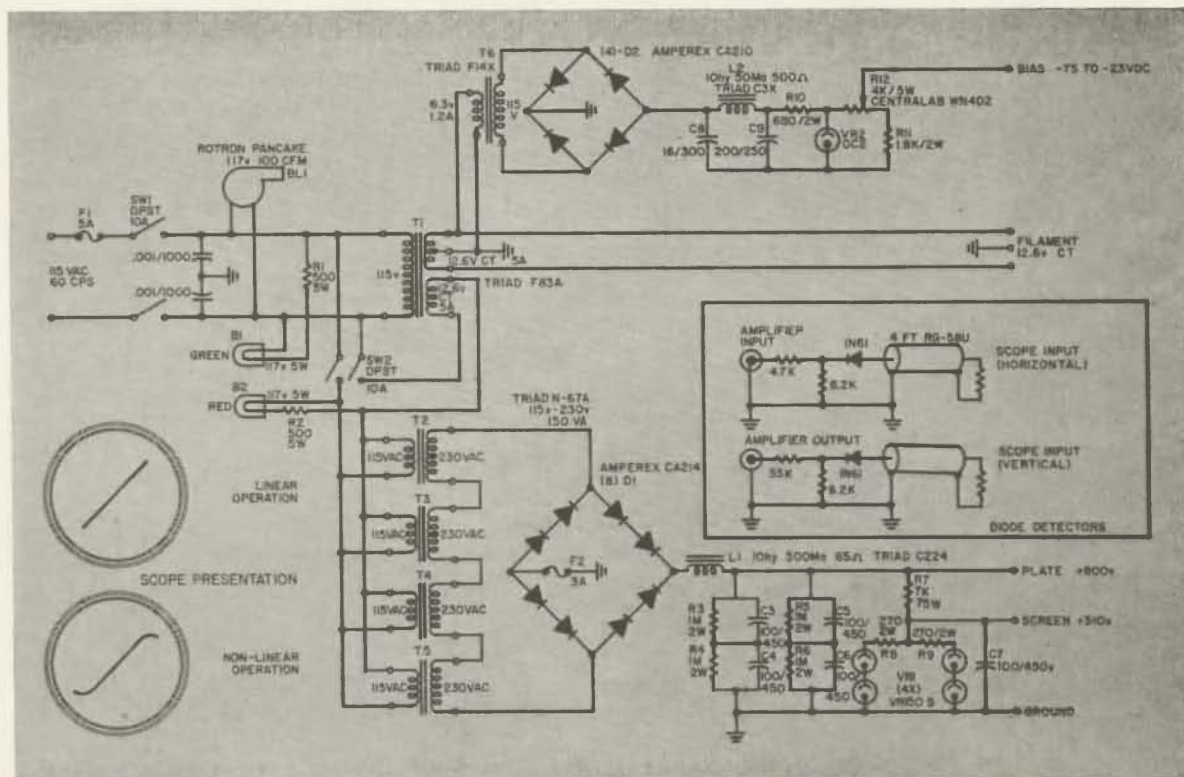 T6
TRIAD F14X
(4)-D2 AMPEREX CA210
L2
10hy 50Ma 500Ω
TRIAD C3X
R10
680/2W
R12
4K/5W
CENTRALAB WN402
BIAS -75 TO -23VDC
6.3v
1.2A
115
V
C8
16/300
C9
200/250
VR2
OC2
R11
1.8K/2W
ROTRON PANCAKE
117v 100 CFM
BL1
F1
5A
SW1
DPST
10A
.001/1000
.001/1000
115 VAC
60 CPS
R1
500
5W
T1
115v
12.6V CT
5A
12.6v
TRIAD F83A
FILAMENT
12.6v CT
B1
GREEN
117v 5W
SW2
DPST
10A
B2
RED
117v 5W
R2
500
5W
AMPLIFIER
INPUT
4.7K
8.2K
IN61
4 FT RG-58U
SCOPE INPUT
(HORIZONTAL)
AMPLIFIER OUTPUT
33K
8.2K
IN61
SCOPE INPUT
(VERTICAL)
DIODE DETECTORS
TRIAD N-67A
115v-230v
150 VA
T2
115VAC
230VAC
AMPEREX CA214
(8) D1
T3
115VAC
230VAC
F2
3A
T4
115VAC
230VAC
T5
115VAC
230VAC
LINEAR
OPERATION
SCOPE PRESENTATION
NON-LINEAR
OPERATION
L1 10hy 500Ma 65Ω TRIAD C224
PLATE +800v
R7
7K
75W
SCREEN +310v
R3
1M
2W
C3
100/
450
R5
1M
2W
C5
100/
450
270
2W
R8
270/2W
R9
C7
100/450v
R4
1M
2W
C4
100/
450
R6
1M
2W
C6
100
450
VR1
(4X)
VR150 S
GROUND